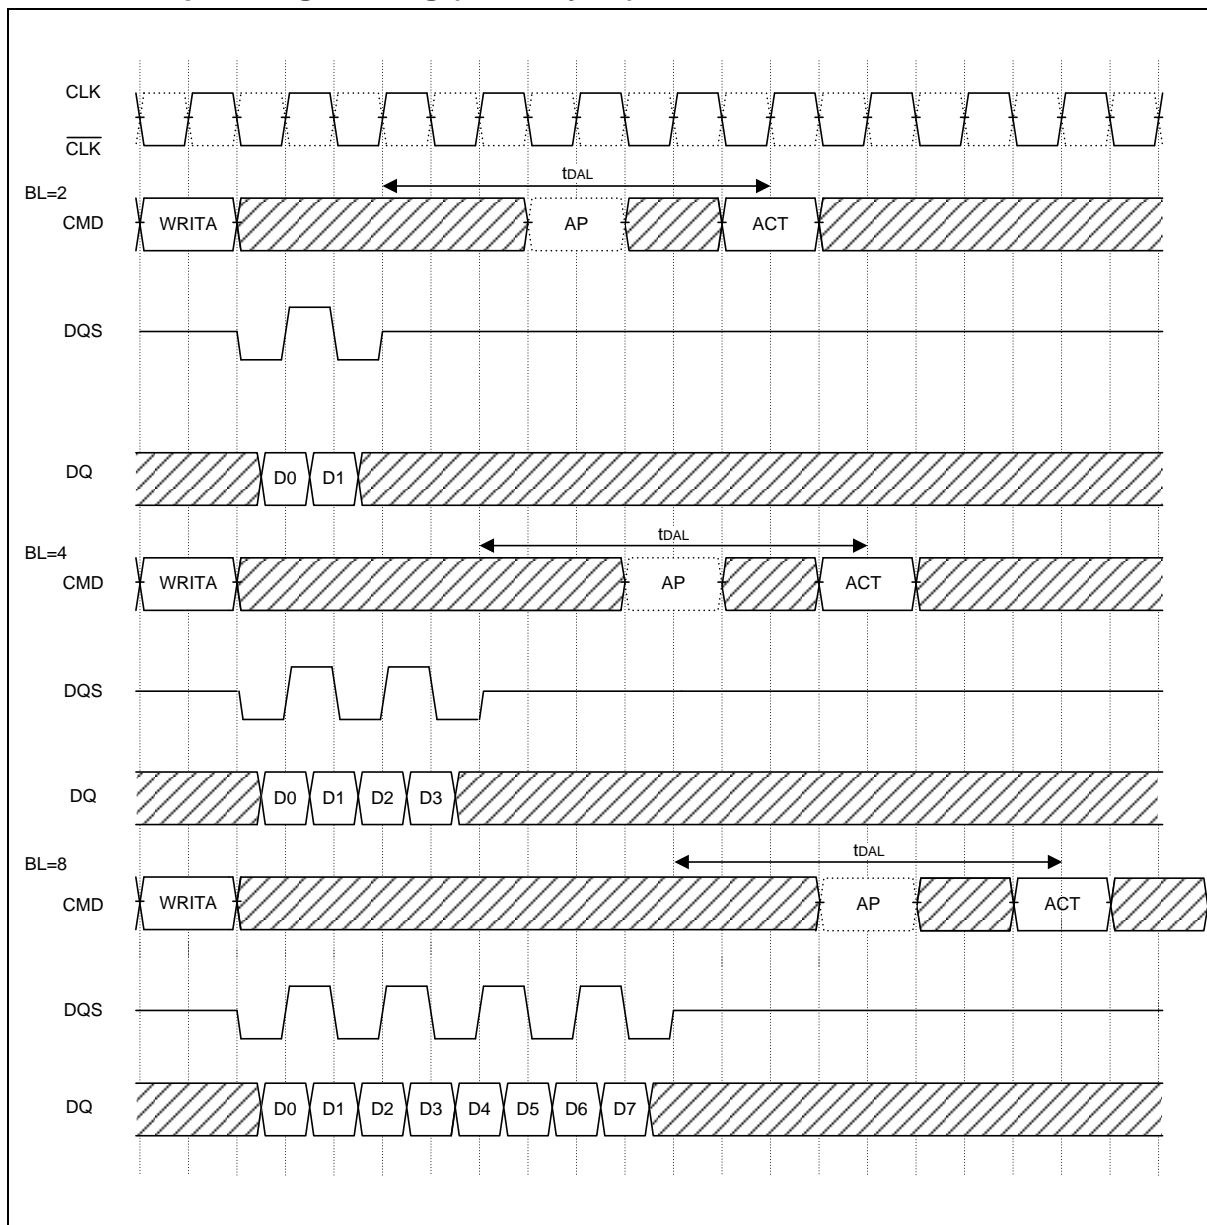 CLK
CLK
tDAL
BL=2
CMD WRITA AP ACT
DQS
DQ D0 D1
tDAL
BL=4
CMD WRITA AP ACT
DQS
DQ D0 D1 D2 D3
tDAL
BL=8
CMD WRITA AP ACT
DQS
DQ D0 D1 D2 D3 D4 D5 D6 D7